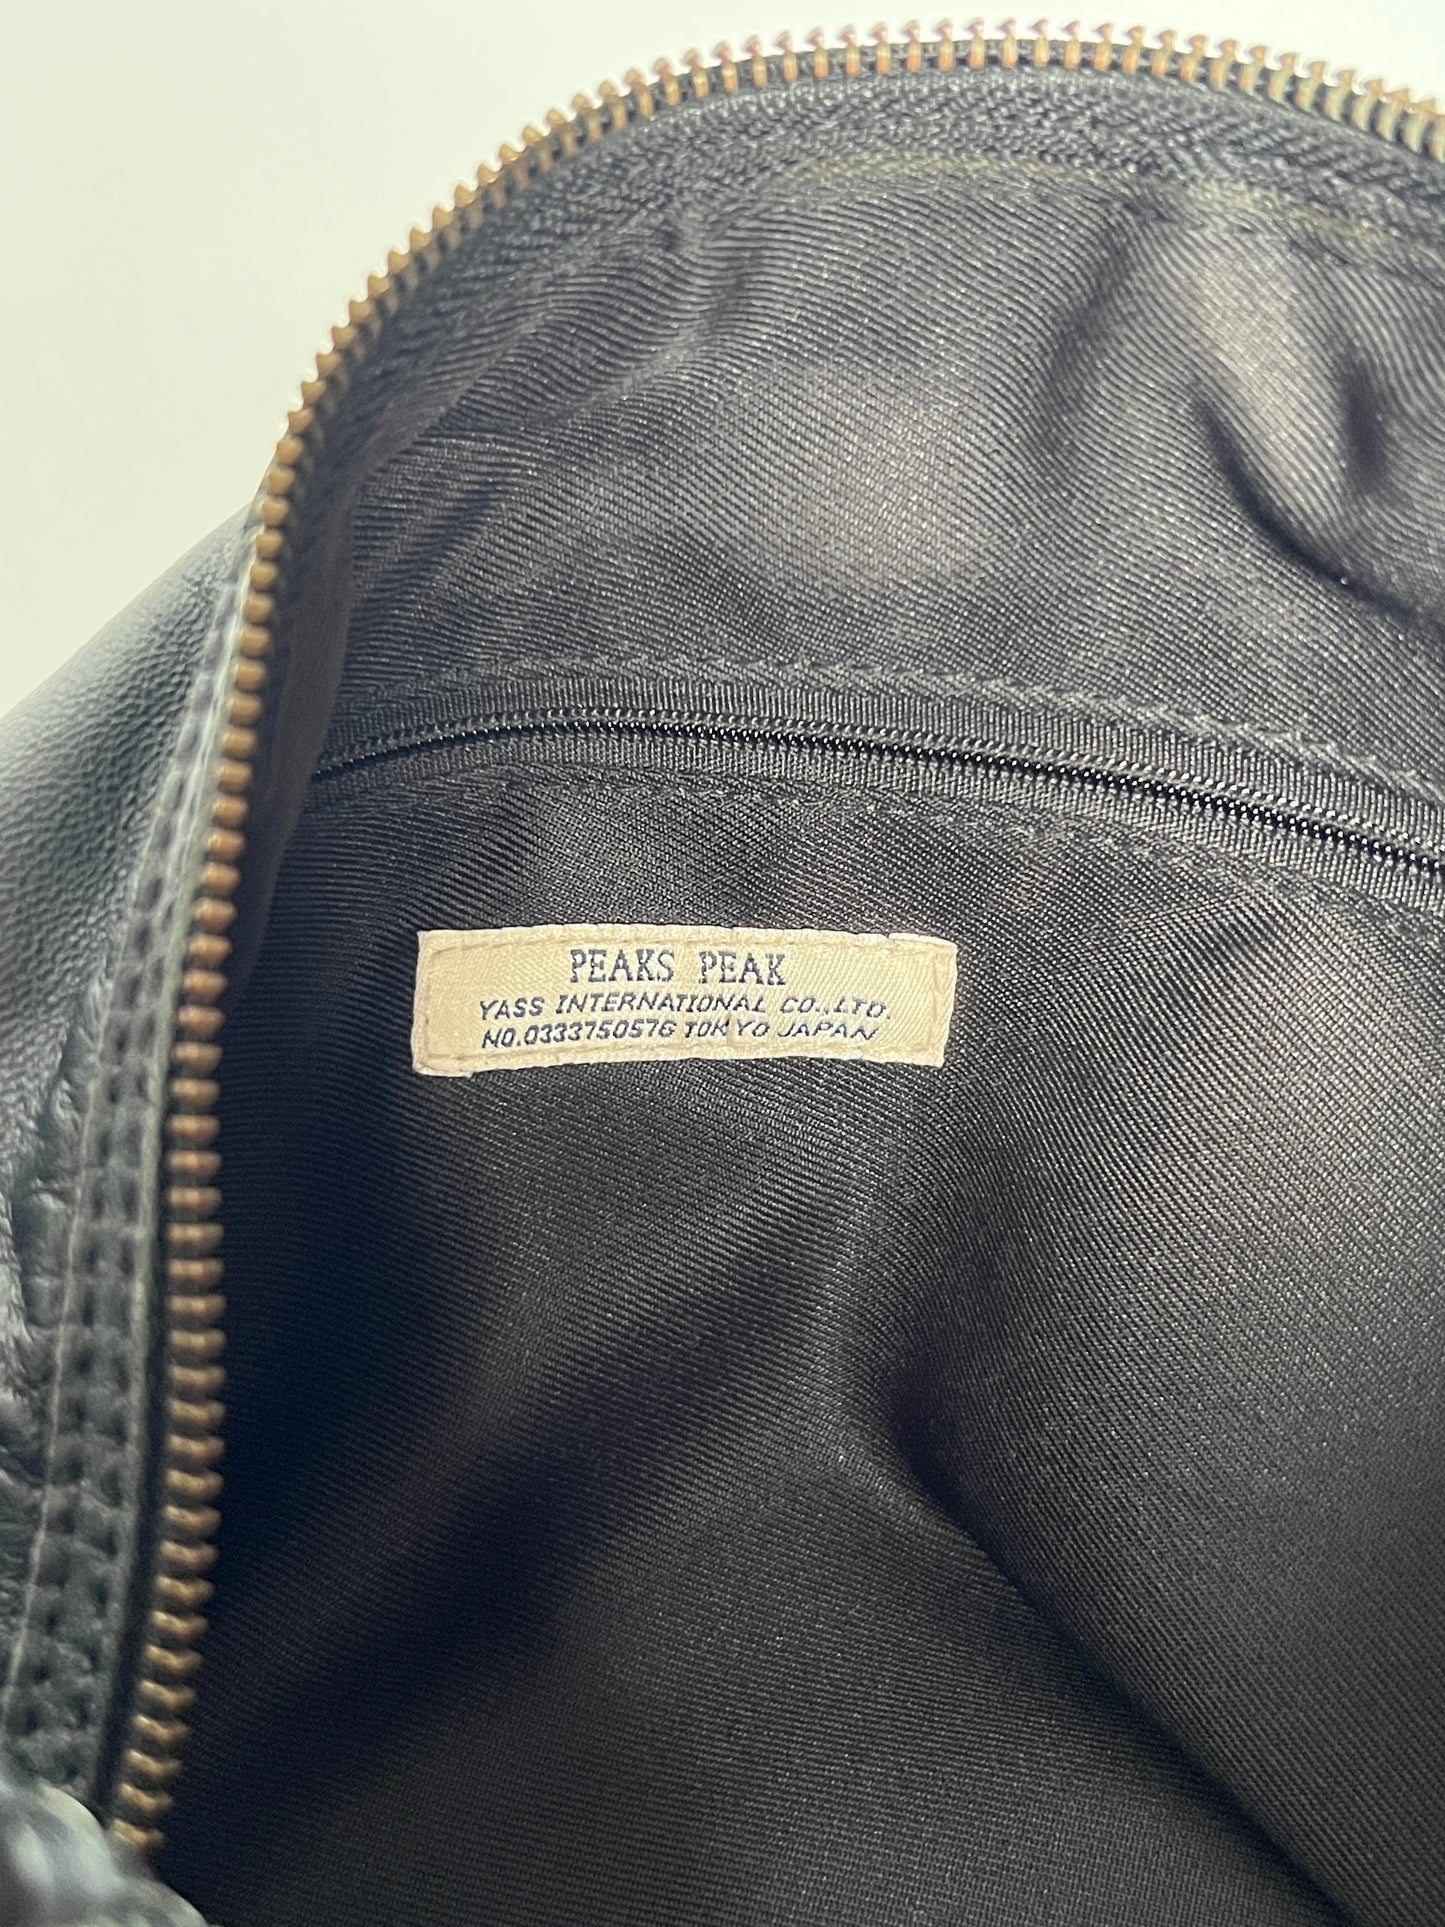 PEAKS PEAK
YASS INTERNATIONAL CO.,LTD.
NO.0333750576 TOKYO JAPAN